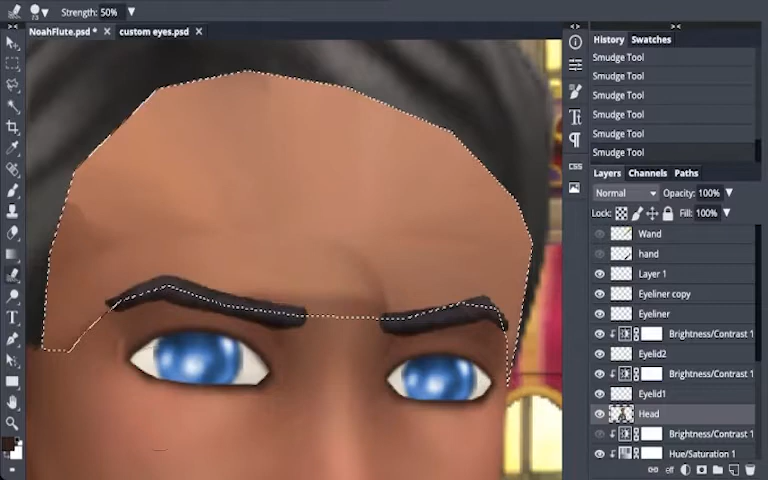 Strength: 50%
73
NoahFlute.psd * X custom eyes.psd X
History Swatches
Smudge Tool
Smudge Tool
Smudge Tool
Smudge Tool
Smudge Tool
Smudge Tool
CSS
Layers Channels Paths
Normal Opacity: 100%
Lock: Fill: 100%
Wand
hand
Layer 1
Eyeliner copy
Eyeliner
Brightness/Contrast 1
Eyelid2
Brightness/Contrast 1
Eyelid1
Head
Brightness/Contrast 1
Hue/Saturation 1
eff